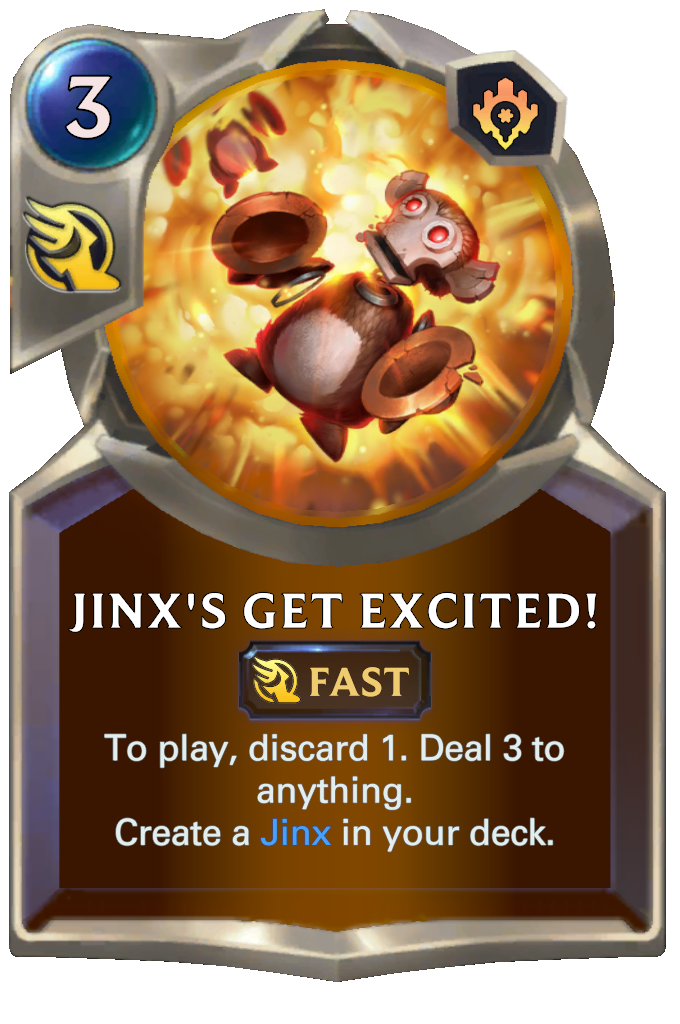 3
JINX'S GET EXCITED!
FAST
To play, discard 1. Deal 3 to
anything.
Create a Jinx in your deck.